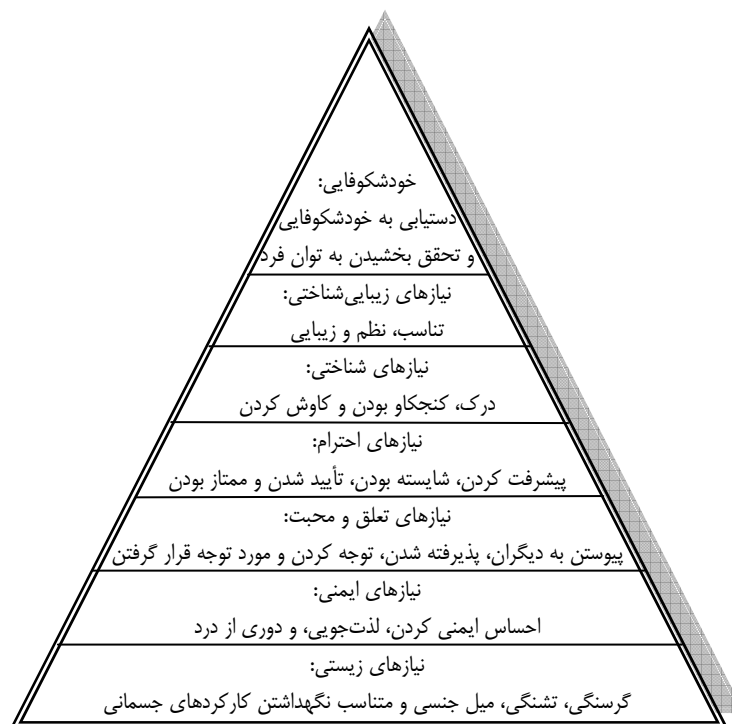 خودشکوفایی:
دستیابی به خودشکوفایی
و تحقق بخشیدن به توان فرد
نیازهای زیبایی‌شناختی:
تناسب، نظم و زیبایی
نیازهای شناختی:
درک، کنجکاو بودن و کاوش کردن
نیازهای احترام:
پیشرفت کردن، شایسته بودن، تأیید شدن و ممتاز بودن
نیازهای تعلق و محبت:
پیوستن به دیگران، پذیرفته شدن، توجه کردن و مورد توجه قرار گرفتن
نیازهای ایمنی:
احساس ایمنی کردن، لذت‌جویی، و دوری از درد
نیازهای زیستی:
گرسنگی، تشنگی، میل جنسی و متناسب نگهداشتن کارکردهای جسمانی